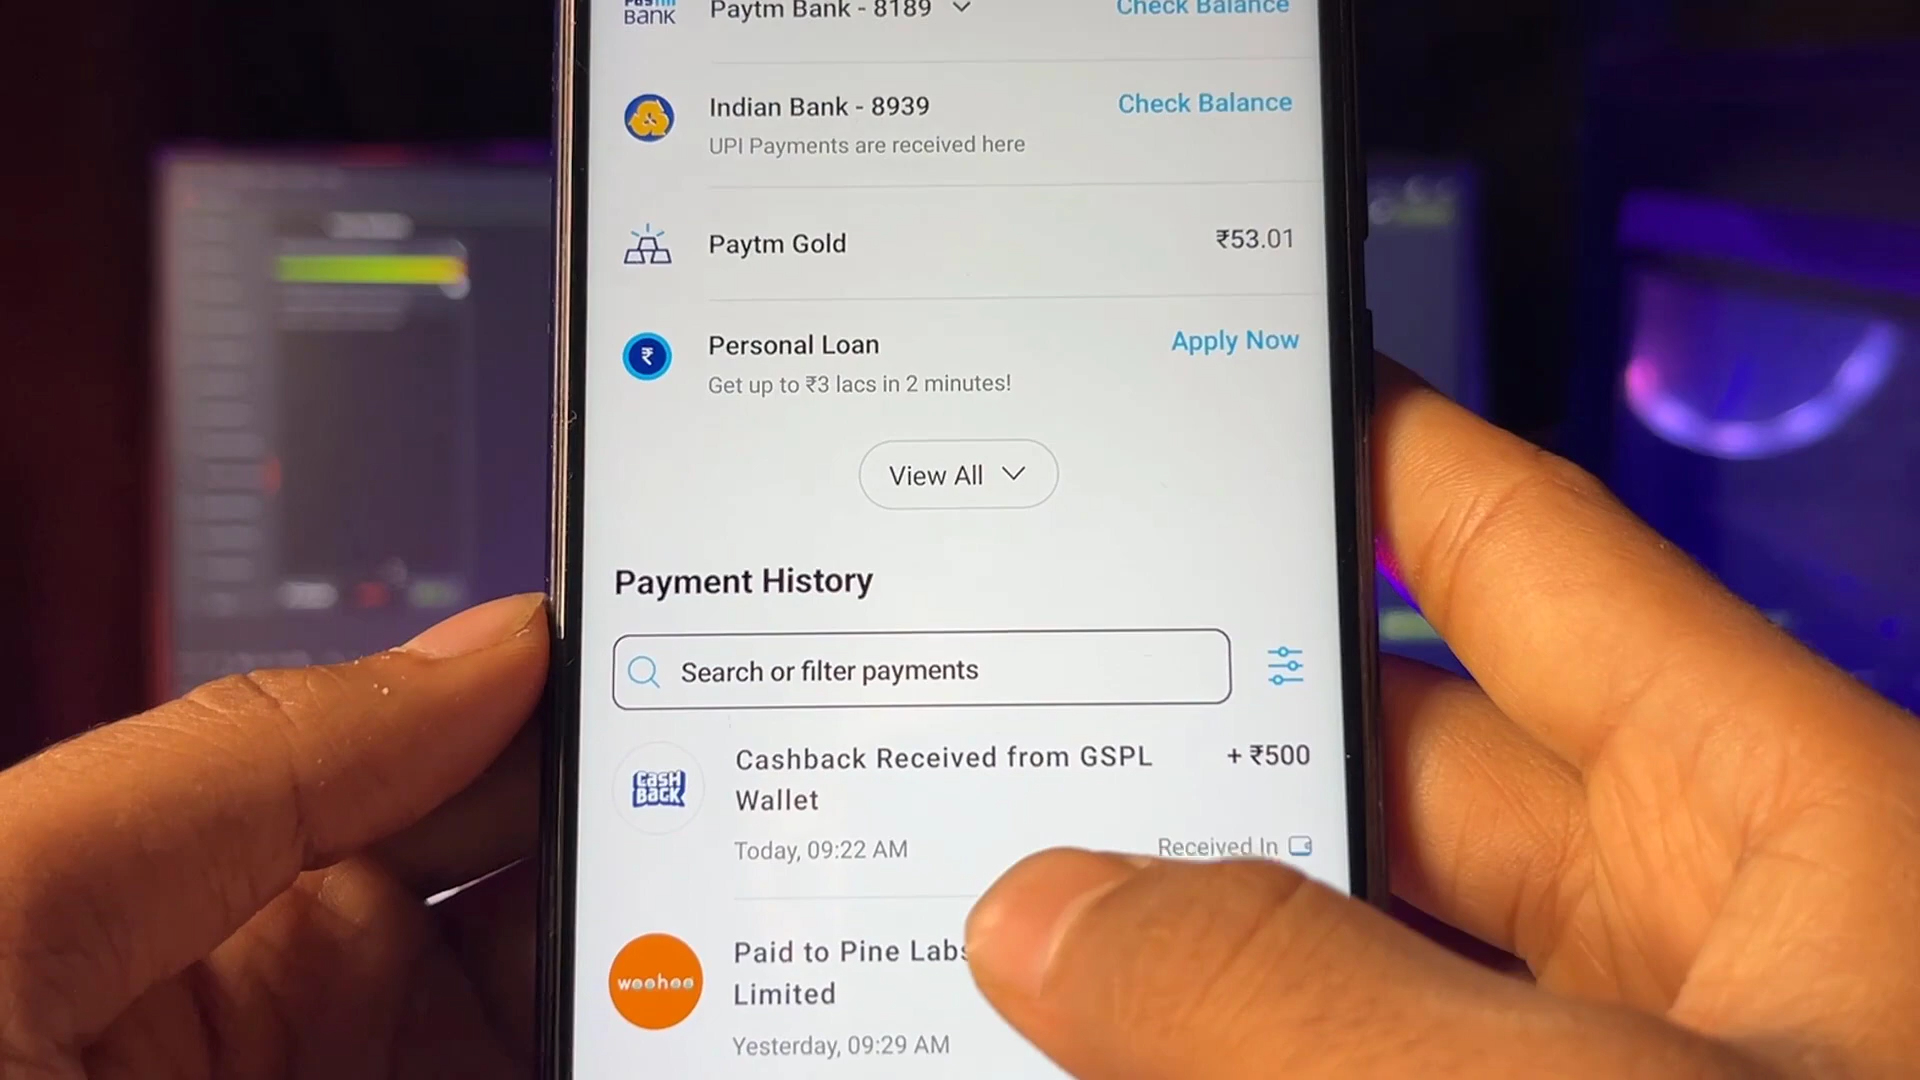 Paytm
BANK
Paytm Bank - 8189
Check Balance
Indian Bank - 8939
Check Balance
UPI Payments are received here
Paytm Gold
₹53.01
Personal Loan
Apply Now
Get up to ₹3 lacs in 2 minutes!
View All
Payment History
Search or filter payments
CASH
BACK
Cashback Received from GSPL
+ ₹500
Wallet
Today, 09:22 AM
Received In
Paid to Pine Labs
woohoo
Limited
Yesterday, 09:29 AM